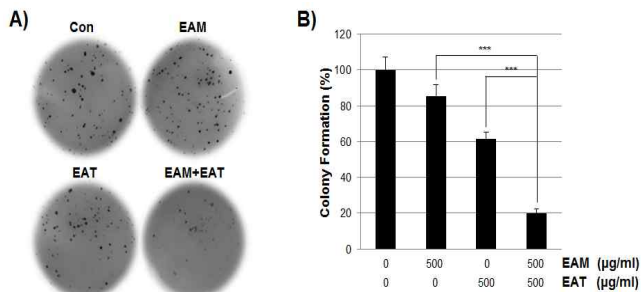 A)
Con EAM
EAT EAM+EAT
B)
Colony Formation (%)
120
100
80
60
40
20
0
***
***
0 500 0 500 EAM (µg/ml)
0 0 500 500 EAT (µg/ml)